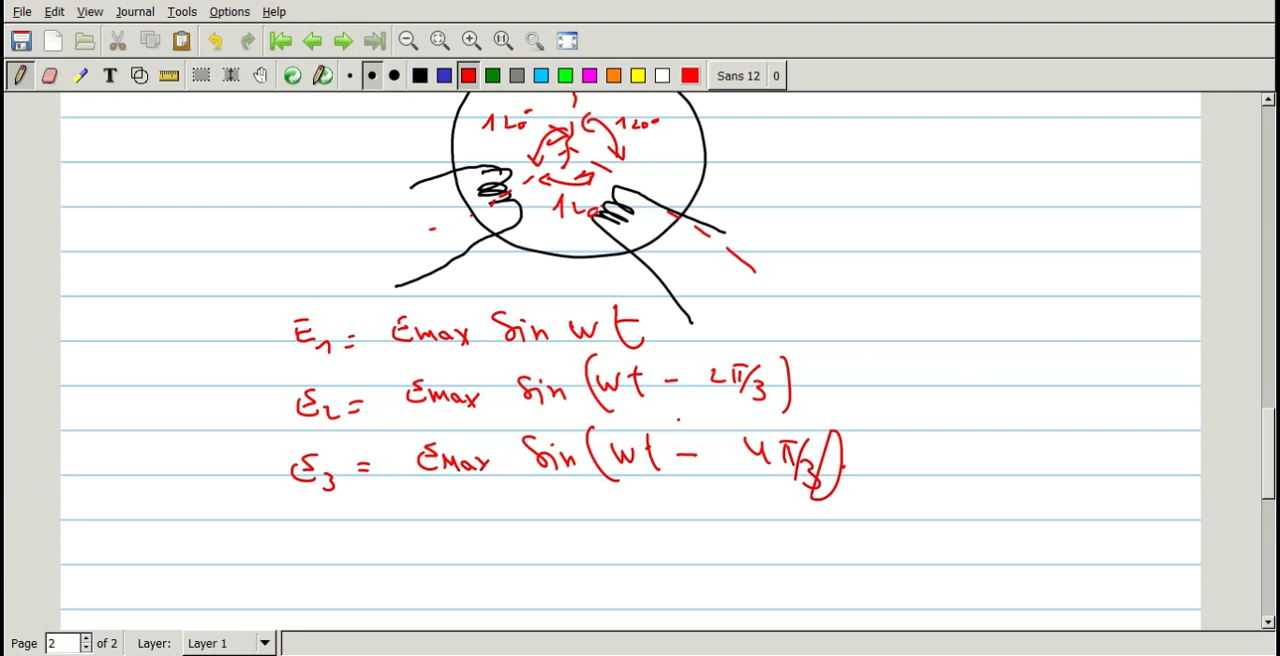 File Edit View Journal Tools Options Help
Sans 12 0
120° 120°
120
E1 = Emax sin wt
E2 = Emax sin(wt - 2π/3)
E3 = Emax sin(wt - 4π/3)
Page 2 of 2 Layer: Layer 1